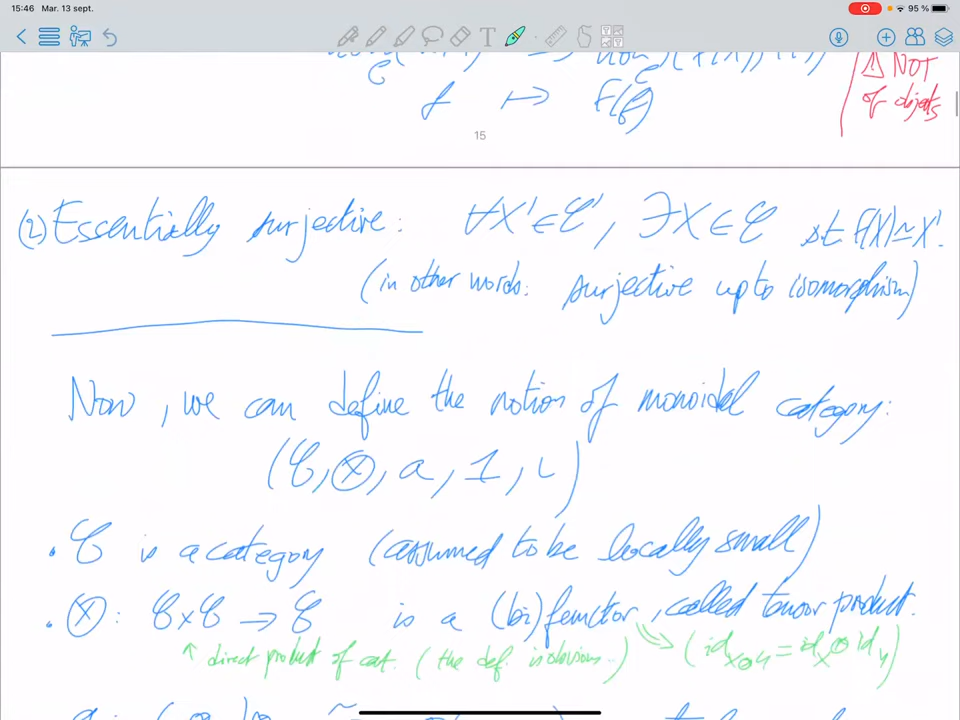 15:46 Mar. 13 sept. 95 %
f ↦ F(f)
⚠ NOT
of objects
15
(2) Essentially surjective: ∀X' ∈ C', ∃X ∈ C st F(X) ≃ X'.
(in other words: surjective up to isomorphism)
Now, we can define the notion of monoidal category:
(C, ⊗, a, 1, ι)
• C is a category (assumed to be locally small)
• ⊗: C × C → C is a (bi)functor, called tensor product.
↑ direct product of cat. (the def. is obvious...) (id_{X⊗Y} = id_X ⊗ id_Y)